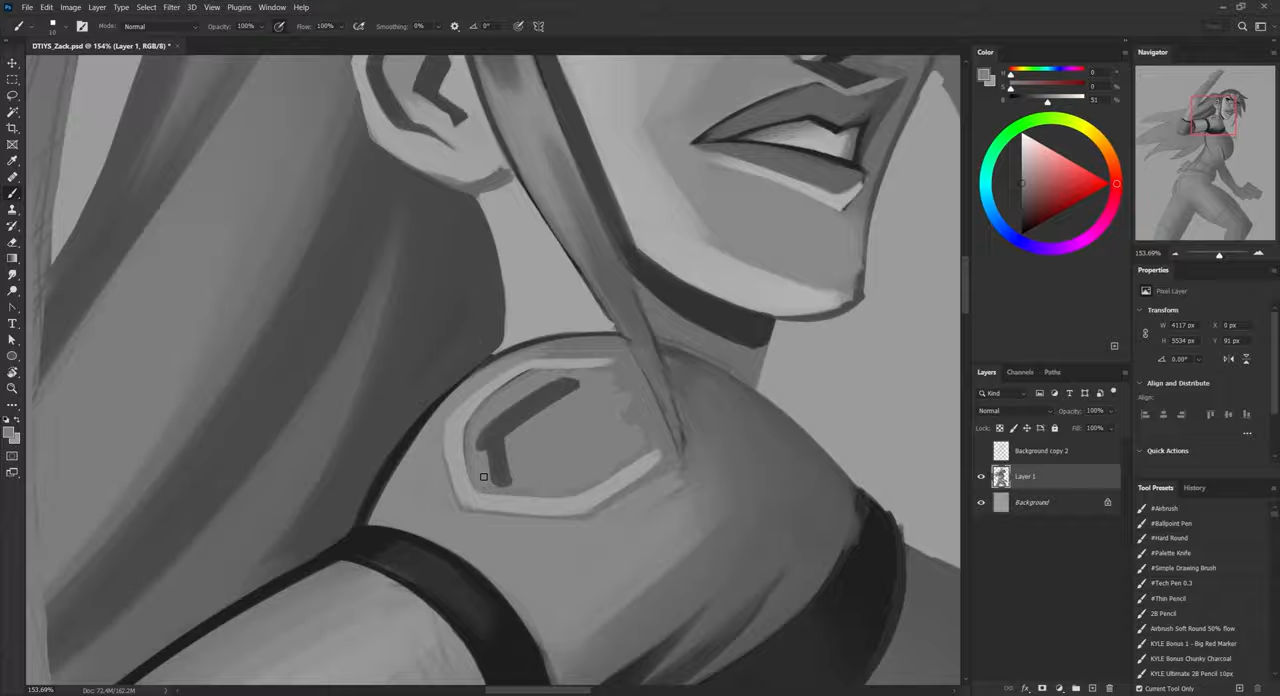 File Edit Image Layer Type Select Filter 3D View Plugins Window Help
10 Mode: Normal Opacity: 100% Flow: 100% Smoothing: 0% 0°
DTIYS_Zack.psd @ 154% (Layer 1, RGB/8) *
Color
H 0 °
S 0 %
B 51 %
Navigator
153.69%
Properties
Pixel Layer
Transform
W 4117 px X 0 px
H 5534 px Y 91 px
0.00°
Align and Distribute
Align:
Quick Actions
Layers Channels Paths
Kind
Normal Opacity: 100%
Lock: Fill: 100%
Background copy 2
Layer 1
Background
Tool Presets History
#Airbrush
#Ballpoint Pen
#Hard Round
#Palette Knife
#Simple Drawing Brush
#Tech Pen 0.3
#Thin Pencil
2B Pencil
Airbrush Soft Round 50% flow
KYLE Bonus 1 - Big Red Marker
KYLE Bonus Chunky Charcoal
KYLE Ultimate 2B Pencil 10px
Current Tool Only
153.69% Doc: 72.4M/162.2M